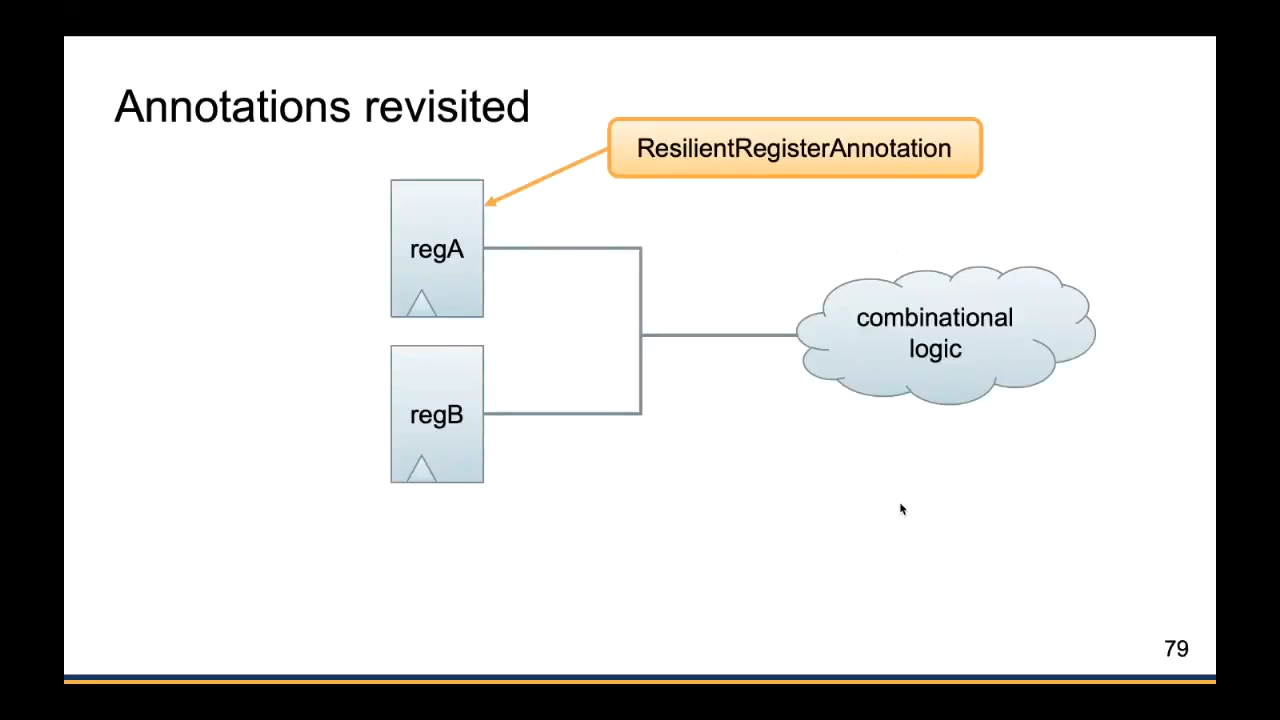 Annotations revisited
ResilientRegisterAnnotation
regA
combinational
logic
regB
79